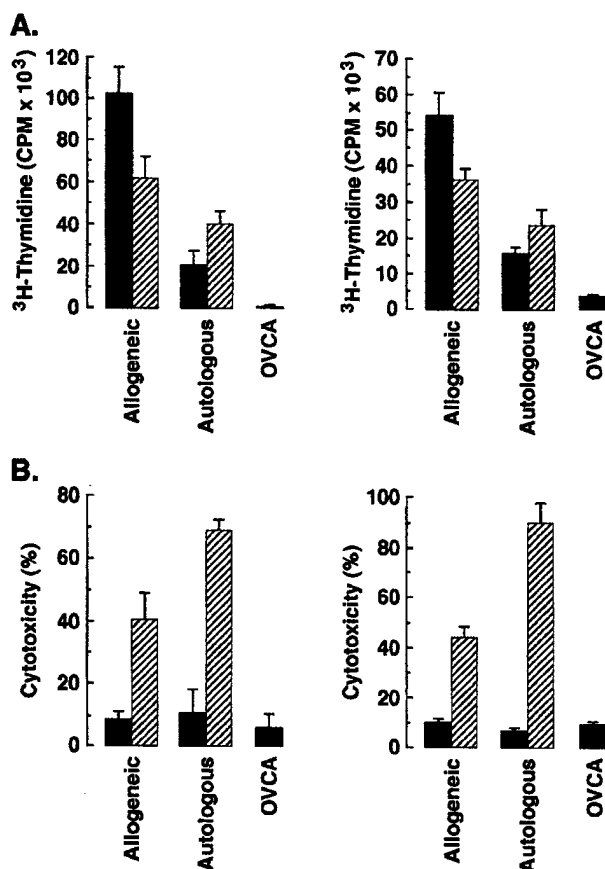 A.
³H-Thymidine (CPM x 10³)
120
100
80
60
40
20
0
Allogeneic
Autologous
OVCA
³H-Thymidine (CPM x 10³)
70
60
50
40
30
20
10
0
Allogeneic
Autologous
OVCA
B.
Cytotoxicity (%)
80
60
40
20
0
Allogeneic
Autologous
OVCA
Cytotoxicity (%)
100
80
60
40
20
0
Allogeneic
Autologous
OVCA